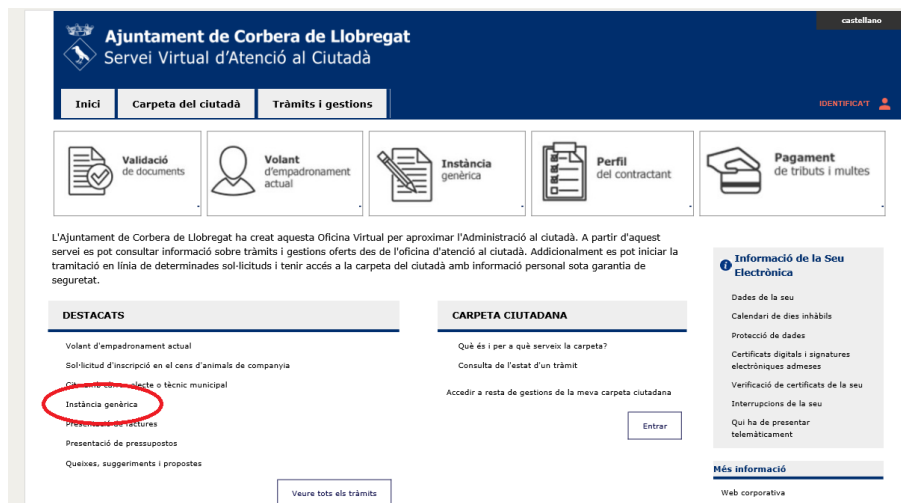 castellano
Ajuntament de Corbera de Llobregat
Servei Virtual d'Atenció al Ciutadà
Inici
Carpeta del ciutadà
Tràmits i gestions
IDENTIFICA'T
Validació
de documents
Volant
d'empadronament
actual
Instància
genèrica
Perfil
del contractant
Pagament
de tributs i multes
L'Ajuntament de Corbera de Llobregat ha creat aquesta Oficina Virtual per aproximar l'Administració al ciutadà. A partir d'aquest
servei es pot consultar informació sobre tràmits i gestions oferts des de l'oficina d'atenció al ciutadà. Addicionalment es pot iniciar la
tramitació en línia de determinades sol·licituds i tenir accés a la carpeta del ciutadà amb informació personal sota garantia de
seguretat.
DESTACATS
Volant d'empadronament actual
Sol·licitud d'inscripció en el cens d'animals de companyia
electe o tècnic municipal
Instància genèrica
Presentació de factures
Presentació de pressupostos
Queixes, suggeriments i propostes
Veure tots els tràmits
CARPETA CIUTADANA
Què és i per a què serveix la carpeta?
Consulta de l'estat d'un tràmit
Accedir a resta de gestions de la meva carpeta ciutadana
Entrar
Informació de la Seu
Electrònica
Dades de la seu
Calendari de dies inhàbils
Protecció de dades
Certificats digitals i signatures
electròniques admeses
Verificació de certificats de la seu
Interrupcions de la seu
Qui ha de presentar
telemàticament
Més informació
Web corporativa